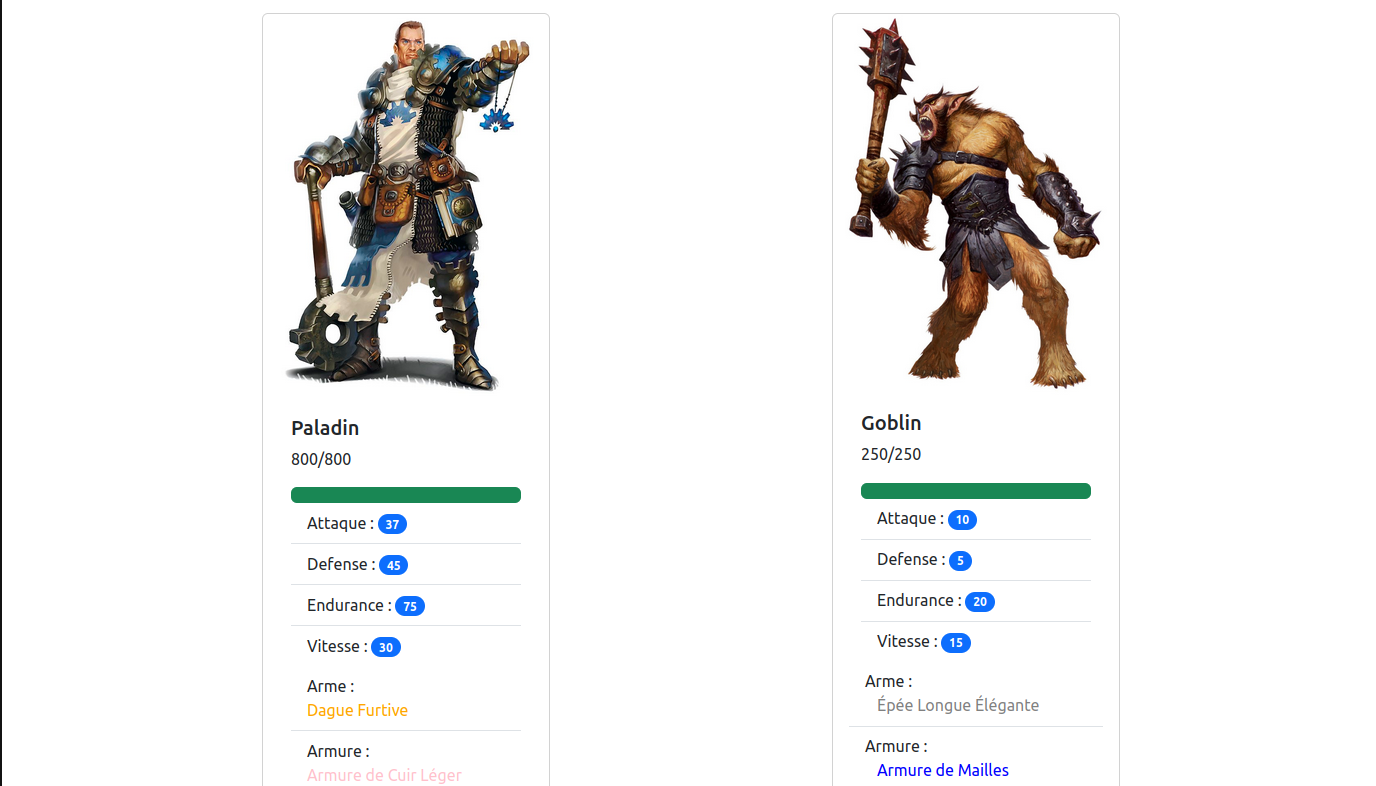 Paladin
800/800
Attaque : 37
Defense : 45
Endurance : 75
Vitesse : 30
Arme :
Dague Furtive
Armure :
Armure de Cuir Léger
Goblin
250/250
Attaque : 10
Defense : 5
Endurance : 20
Vitesse : 15
Arme :
Épée Longue Élégante
Armure :
Armure de Mailles